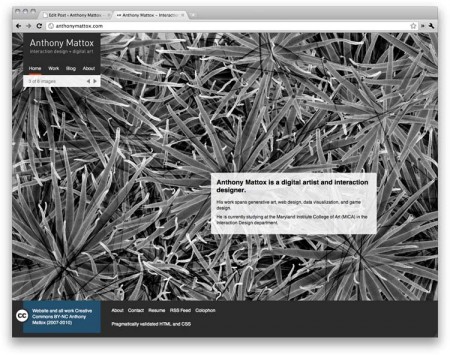 Edit Post ‹ Anthony Mattox
Anthony Mattox – Interaction
anthonymattox.com
Anthony Mattox
interaction design + digital art
Home Work Blog About
of 8 images
Anthony Mattox is a digital artist and interaction
designer.
His work spans generative art, web design, data visualization, and game
design.
He is currently studying at the Maryland Institute College of Art (MICA) in the
Interaction Design department.
cc
Website and all work Creative
Commons BY-NC Anthony
Mattox (2007-2010)
About Contact Resume RSS Feed Colophon
Pragmatically validated HTML and CSS